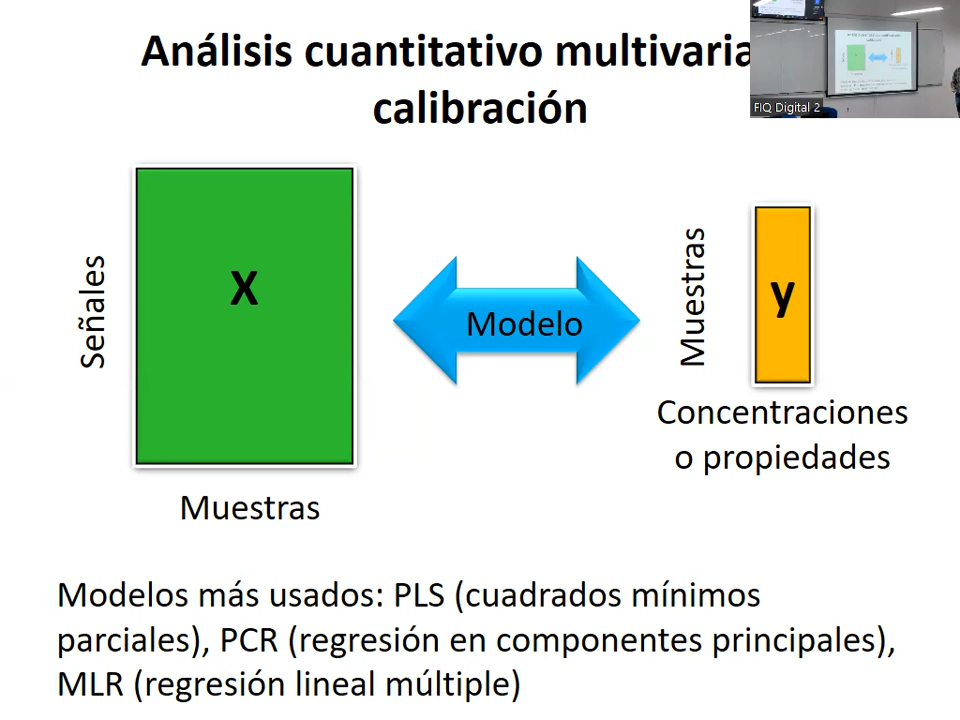 Análisis cuantitativo multivaria
calibración
FIQ Digital 2
Señales
X
Muestras
Modelo
Muestras
y
Concentraciones
o propiedades
Modelos más usados: PLS (cuadrados mínimos
parciales), PCR (regresión en componentes principales),
MLR (regresión lineal múltiple)